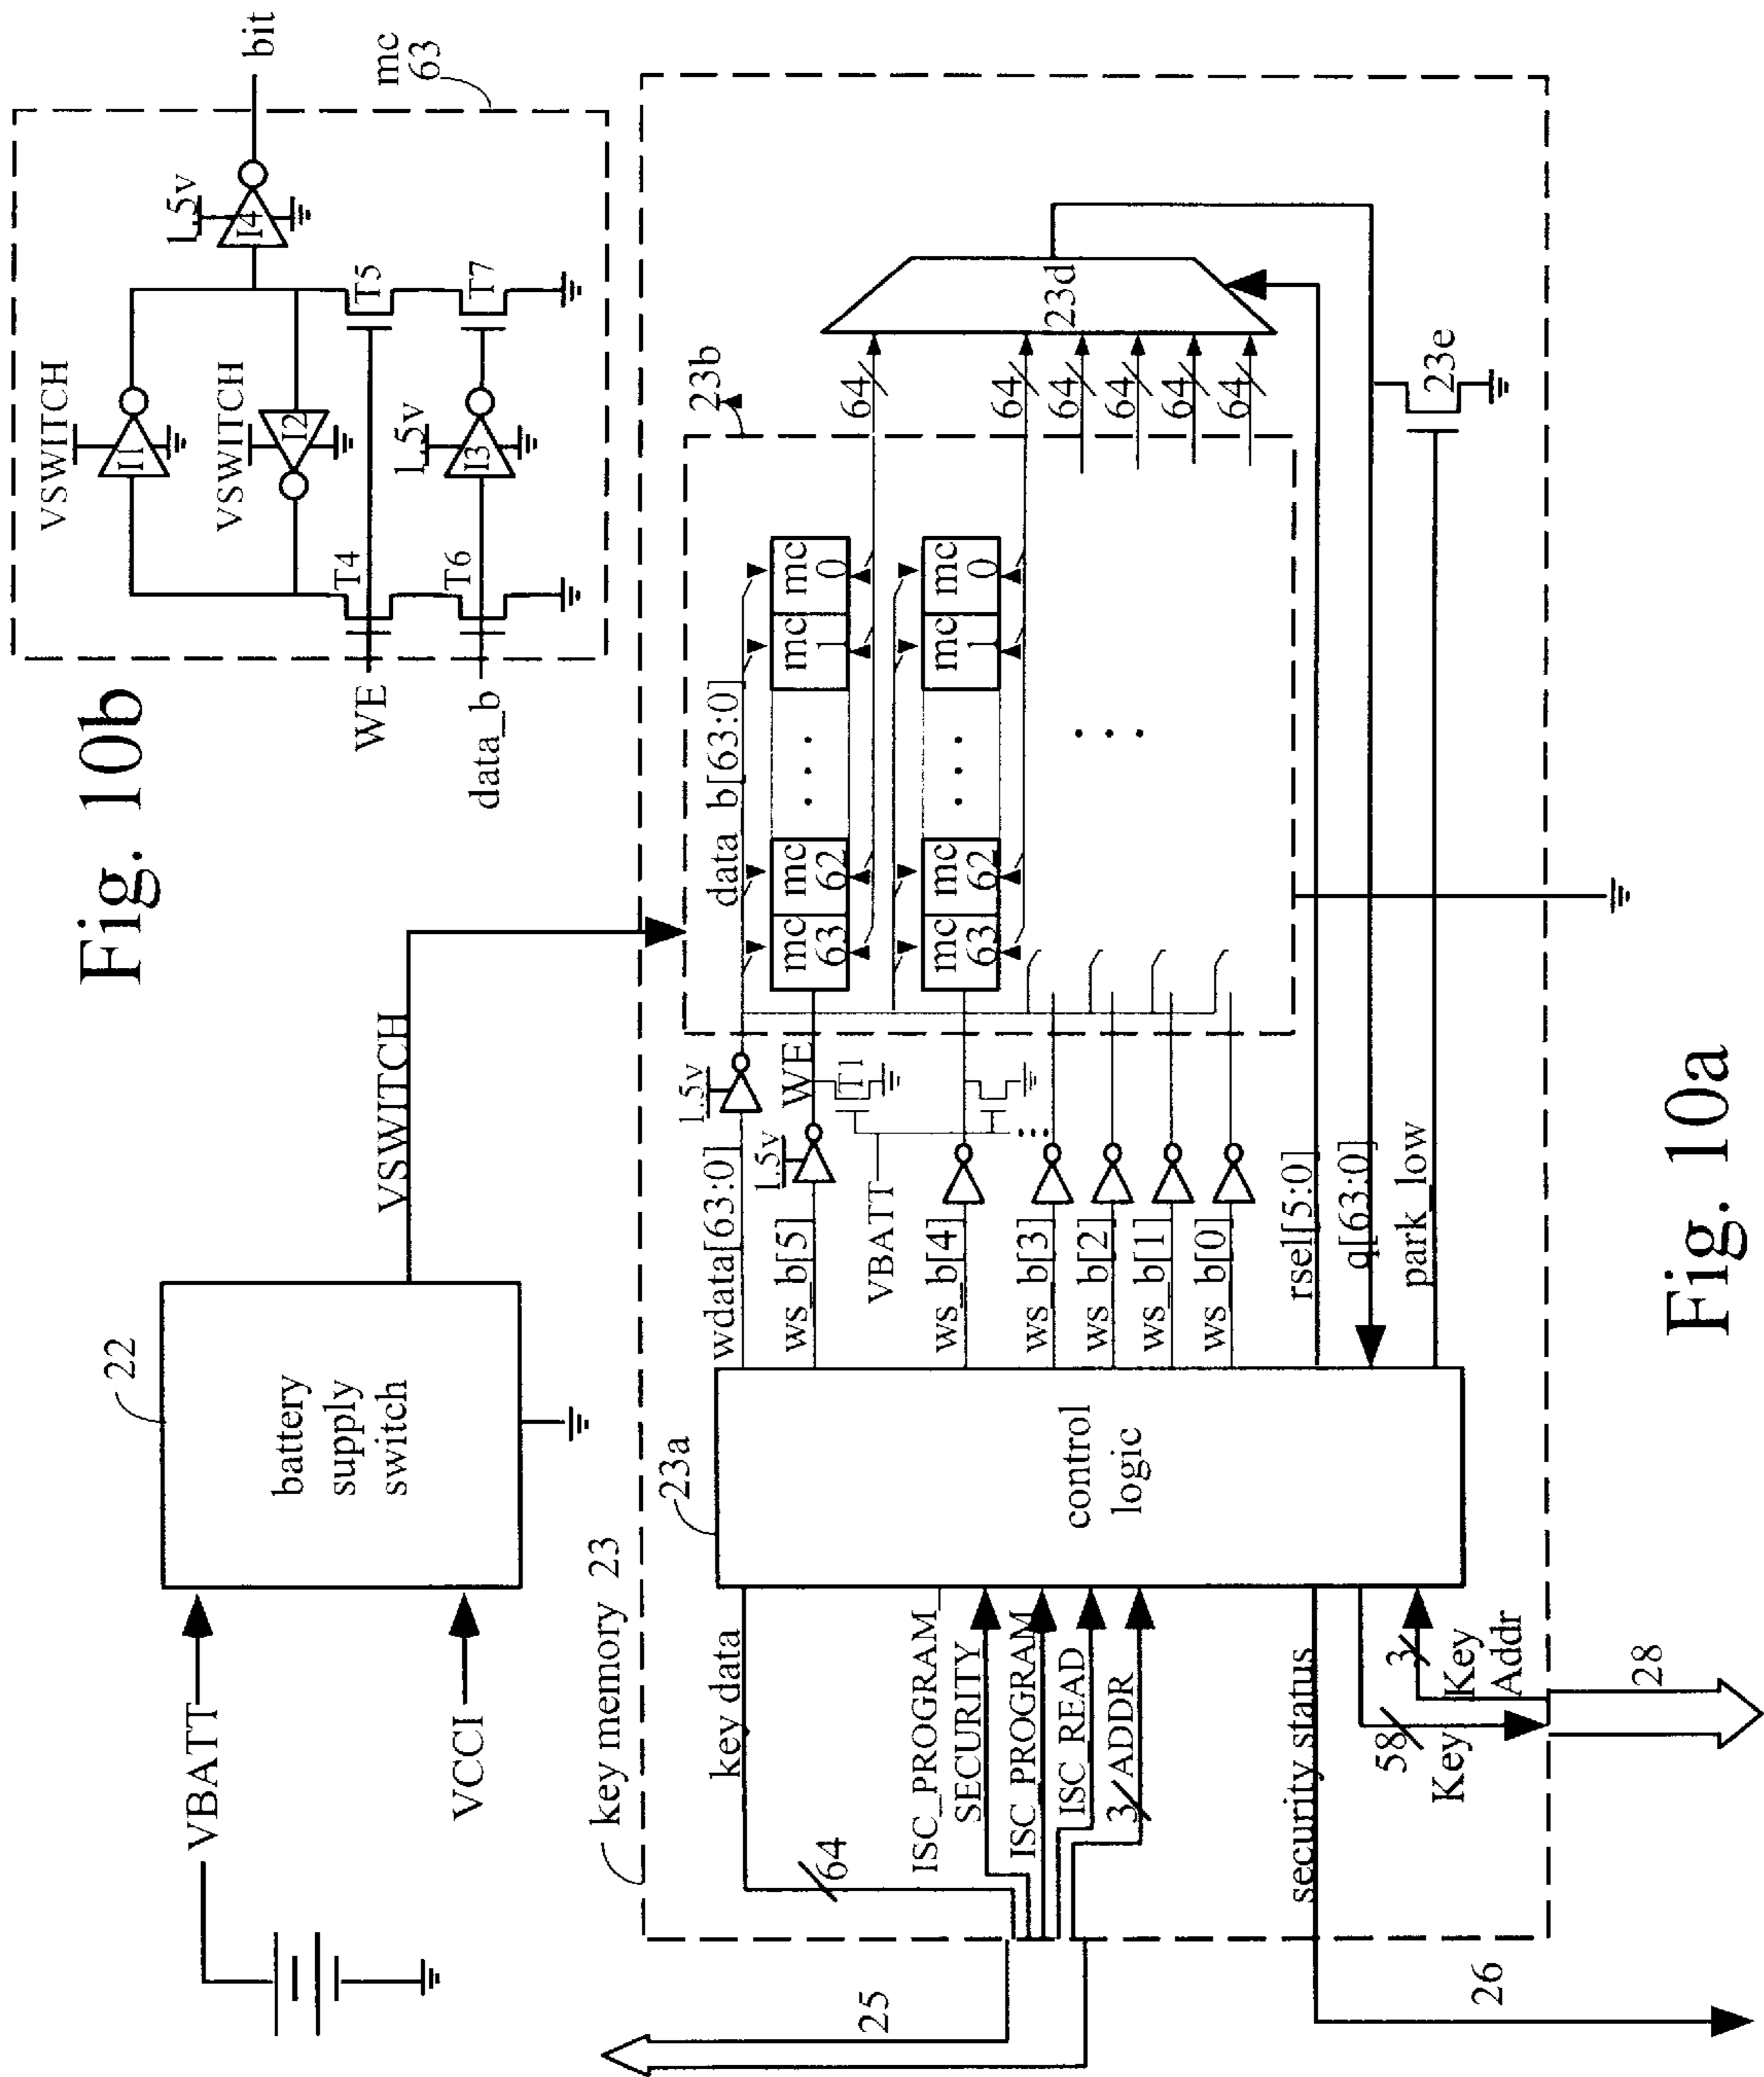 Fig. 10b
VSWITCH
I1
VSWITCH
I2
T4
T5
WE
T6
T7
data_b
1.5v
I3
1.5v
I4
bit
mc
63
VBATT
VCCI
22
battery
supply
switch
VSWITCH
key memory 23
23a
control
logic
key data
64
ISC_PROGRAM_
SECURITY
ISC_PROGRAM
ISC_READ
3
ADDR
security status
58
Key
3
Key
Addr
25
26
28
wdata[63:0]
1.5v
data_b[63:0]
23b
ws_b[5]
1.5v
WE
T1
VBATT
mc
63
mc
62
. . .
mc
1
mc
0
64
ws_b[4]
mc
63
mc
62
. . .
mc
1
mc
0
64
ws_b[3]
64
ws_b[2]
64
ws_b[1]
64
ws_b[0]
64
. . .
23d
rsel[5:0]
q[63:0]
park_low
23e
Fig. 10a